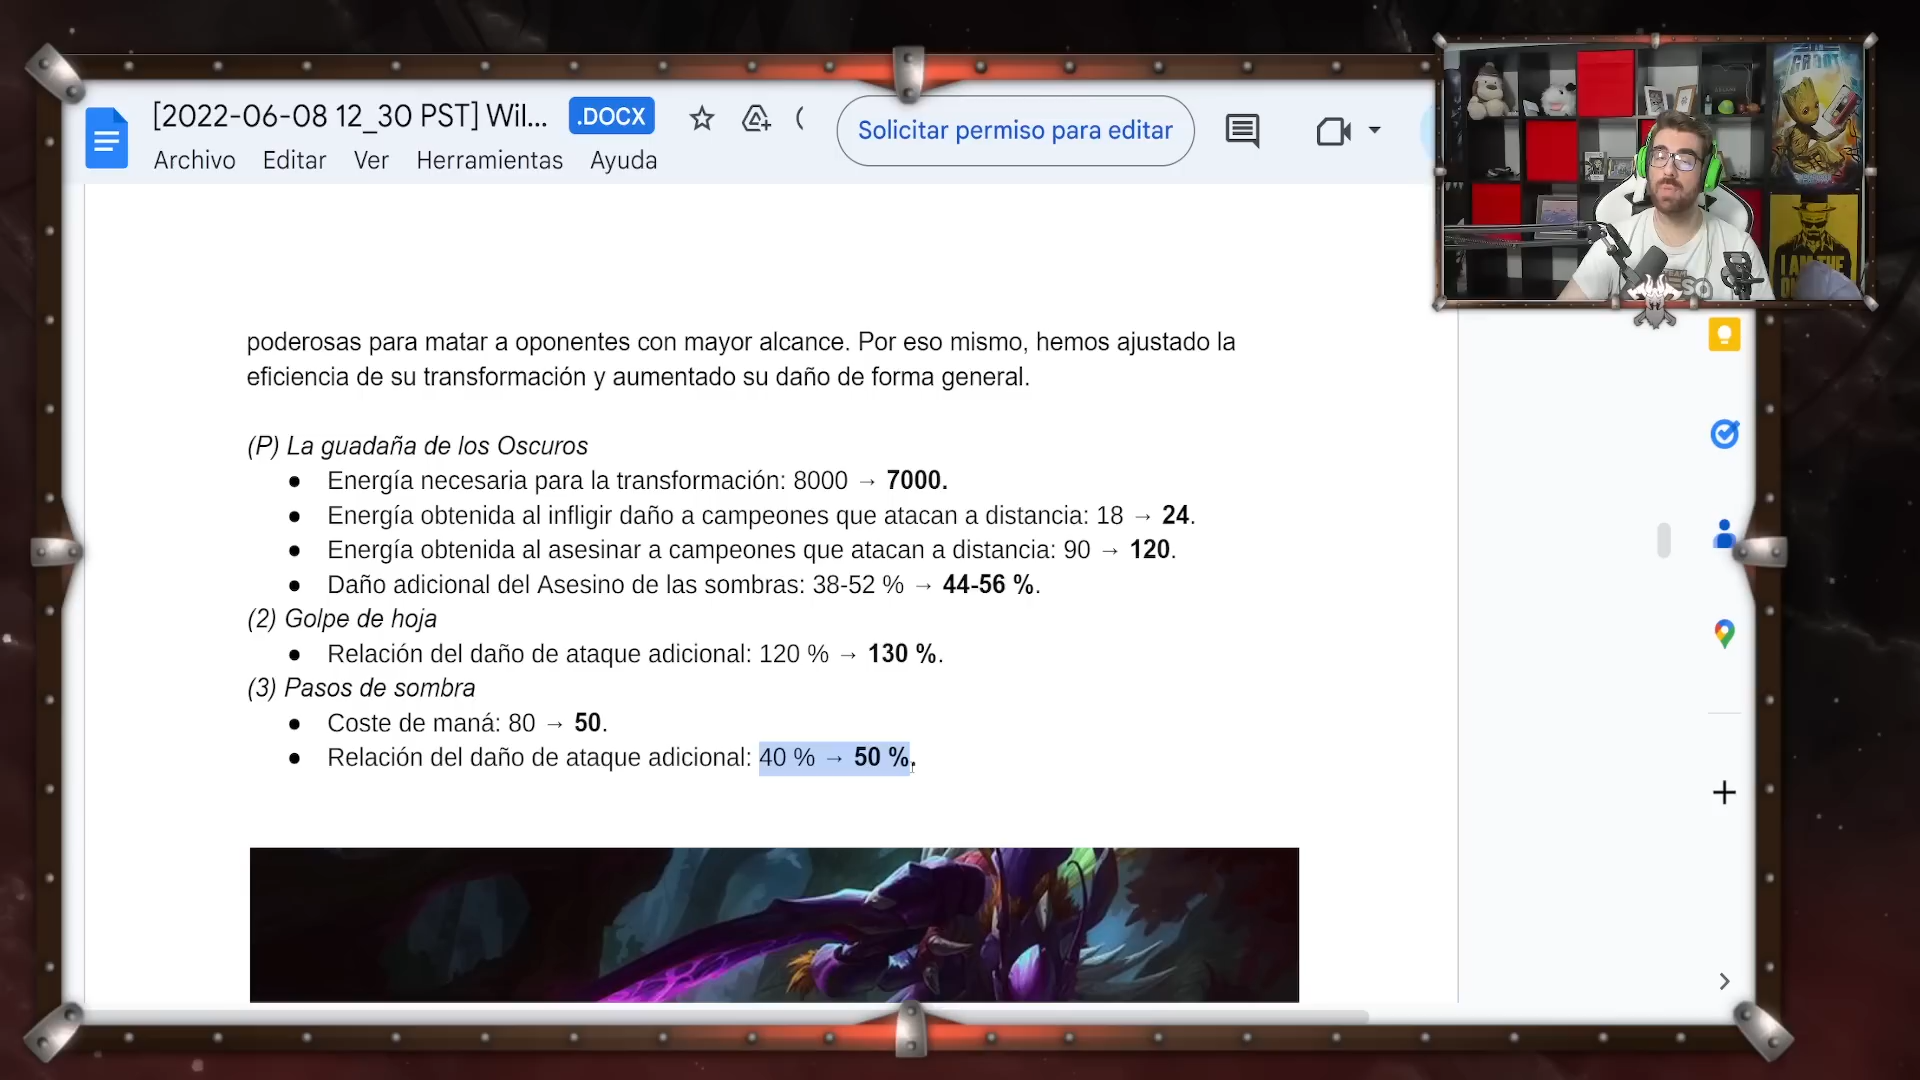 [2022-06-08 12_30 PST] Wil...
.DOCX
Solicitar permiso para editar
Archivo Editar Ver Herramientas Ayuda
GROOT
I AM THE
poderosas para matar a oponentes con mayor alcance. Por eso mismo, hemos ajustado la
eficiencia de su transformación y aumentado su daño de forma general.
(P) La guadaña de los Oscuros
● Energía necesaria para la transformación: 8000 → 7000.
● Energía obtenida al infligir daño a campeones que atacan a distancia: 18 → 24.
● Energía obtenida al asesinar a campeones que atacan a distancia: 90 → 120.
● Daño adicional del Asesino de las sombras: 38-52 % → 44-56 %.
(2) Golpe de hoja
● Relación del daño de ataque adicional: 120 % → 130 %.
(3) Pasos de sombra
● Coste de maná: 80 → 50.
● Relación del daño de ataque adicional: 40 % → 50 %.